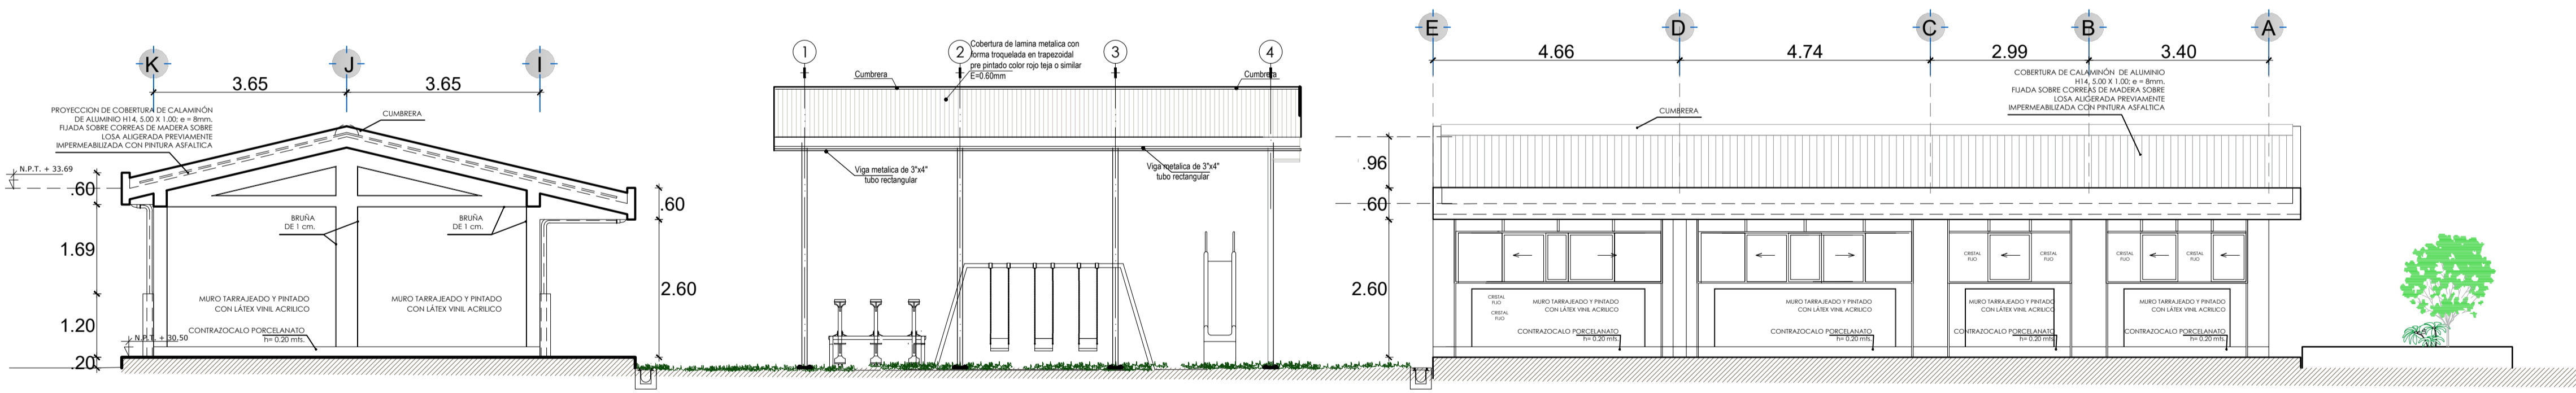 K
J
I
3.65
3.65
PROYECCION DE COBERTURA DE CALAMINÓN
DE ALUMINIO H14, 5.00 X 1.00; e = 8mm.
FIJADA SOBRE CORREAS DE MADERA SOBRE
LOSA ALIGERADA PREVIAMENTE
IMPERMEABILIZADA CON PINTURA ASFALTICA
CUMBRERA
N.P.T. + 33.69
.60
1.69
1.20
.20
N.P.T. + 30.50
BRUÑA
DE 1 cm.
BRUÑA
DE 1 cm.
MURO TARRAJEADO Y PINTADO
CON LÁTEX VINIL ACRILICO
MURO TARRAJEADO Y PINTADO
CON LÁTEX VINIL ACRILICO
CONTRAZOCALO PORCELANATO
h= 0.20 mts.
.60
2.60
1
2
3
4
Cobertura de lamina metalica con
forma troquelada en trapezoidal
pre pintado color rojo teja o similar
E=0.60mm
Cumbrera
Cumbrera
Viga metalica de 3"x4"
tubo rectangular
Viga metalica de 3"x4"
tubo rectangular
E
D
C
B
A
4.66
4.74
2.99
3.40
COBERTURA DE CALAMINÓN DE ALUMINIO
H14, 5.00 X 1.00; e = 8mm.
FIJADA SOBRE CORREAS DE MADERA SOBRE
LOSA ALIGERADA PREVIAMENTE
IMPERMEABILIZADA CON PINTURA ASFALTICA
CUMBRERA
.96
.60
2.60
CRISTAL
FIJO
CRISTAL
FIJO
CRISTAL
FIJO
CRISTAL
FIJO
CRISTAL
FIJO
CRISTAL
FIJO
MURO TARRAJEADO Y PINTADO
CON LÁTEX VINIL ACRILICO
MURO TARRAJEADO Y PINTADO
CON LÁTEX VINIL ACRILICO
MURO TARRAJEADO Y PINTADO
CON LÁTEX VINIL ACRILICO
MURO TARRAJEADO Y PINTADO
CON LÁTEX VINIL ACRILICO
CONTRAZOCALO PORCELANATO
h= 0.20 mts.
CONTRAZOCALO PORCELANATO
h= 0.20 mts.
CONTRAZOCALO PORCELANATO
h= 0.20 mts.
CONTRAZOCALO PORCELANATO
h= 0.20 mts.